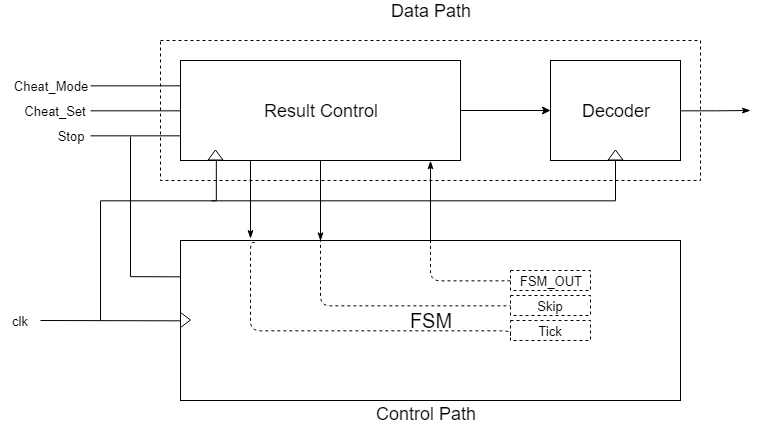 Data Path
Cheat_Mode
Cheat_Set
Stop
Result Control
Decoder
FSM_OUT
Skip
Tick
FSM
clk
Control Path